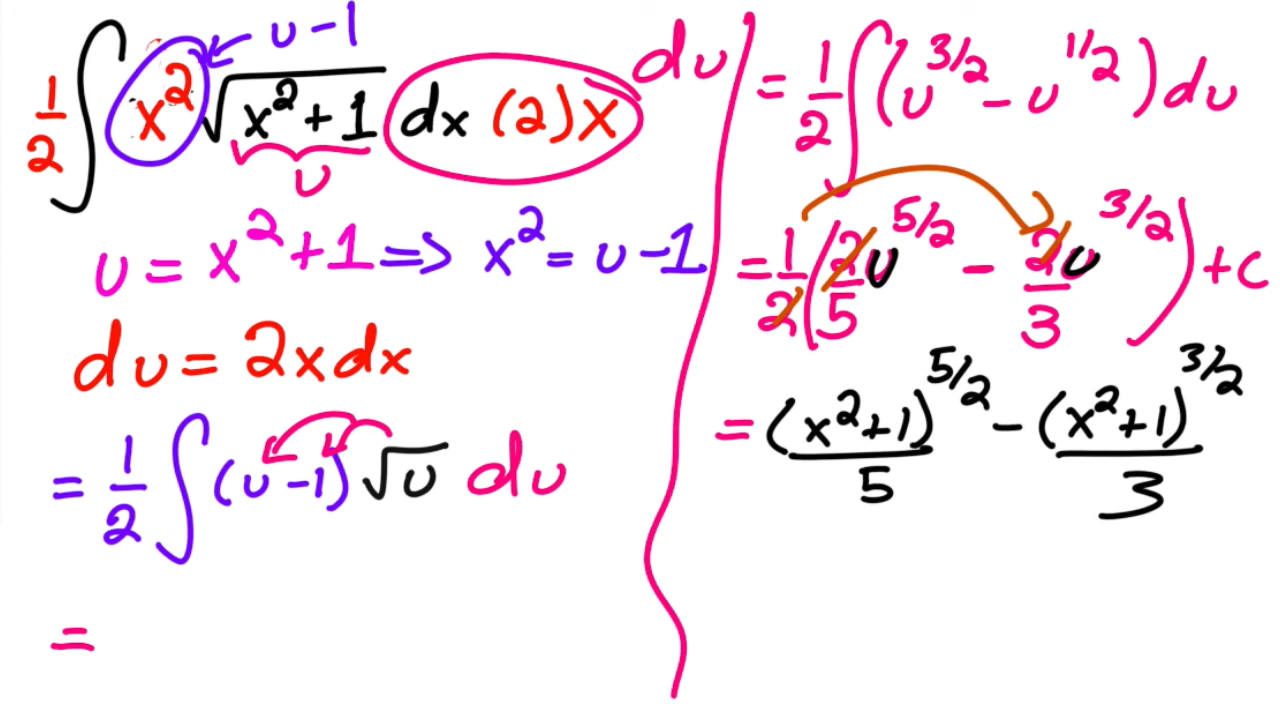 u-1
1/2 ∫ x² √(x²+1) dx (2)x du
u
u = x²+1 => x² = u-1
du = 2xdx
= 1/2 ∫ (u-1) √u du
=
= 1/2 ∫ (u^3/2 - u^1/2) du
= 1/2 (2/5 u^5/2 - 2/3 u^3/2) + c
= (x²+1)^5/2 / 5 - (x²+1)^3/2 / 3